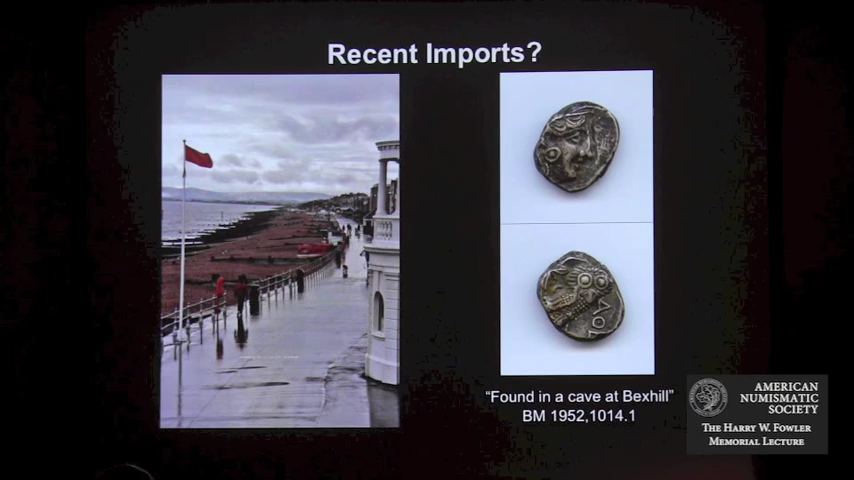 Recent Imports?
"Found in a cave at Bexhill"
BM 1952,1014.1
AMERICAN
NUMISMATIC
SOCIETY
THE HARRY W. FOWLER
MEMORIAL LECTURE